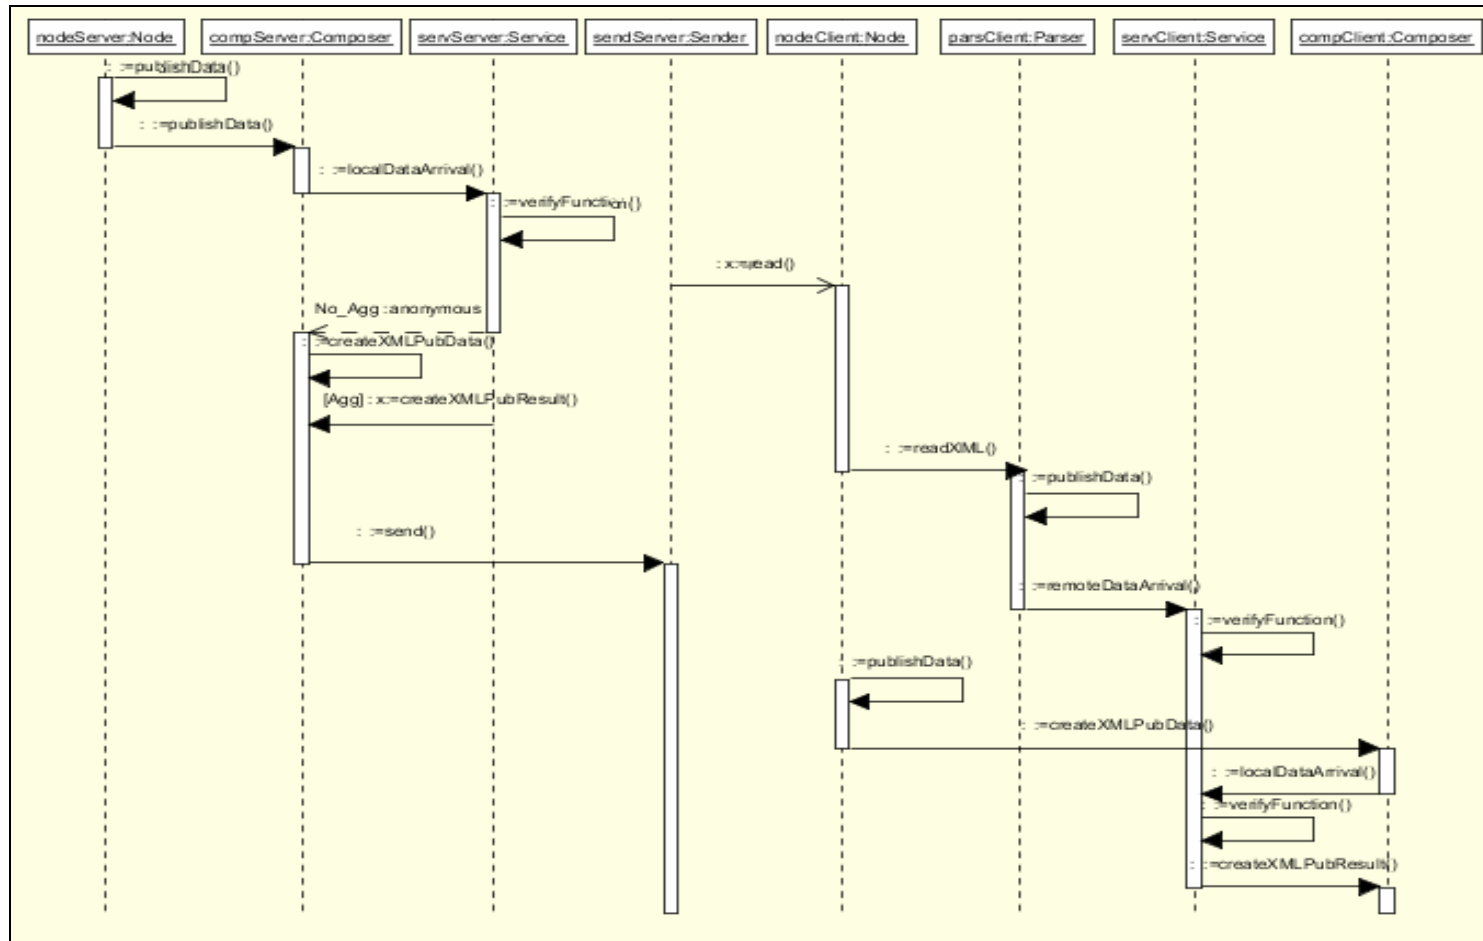 nodeServer:Node
compServer:Composer
servServer:Service
sendServer:Sender
nodeClient:Node
parsClient:Parser
servClient:Service
compClient:Composer
: :=publishData()
: :=publishData()
: :=localDataArrival()
: :=verifyFunction()
: x:=read()
No_Agg :anonymous
: :=createXMLPubData()
[Agg] : x:=createXMLPubResult()
: :=readXML()
: :=publishData()
: :=send()
: :=remoteDataArrival()
: :=verifyFunction()
: :=publishData()
: :=createXMLPubData()
: :=localDataArrival()
: :=verifyFunction()
: :=createXMLPubResult()